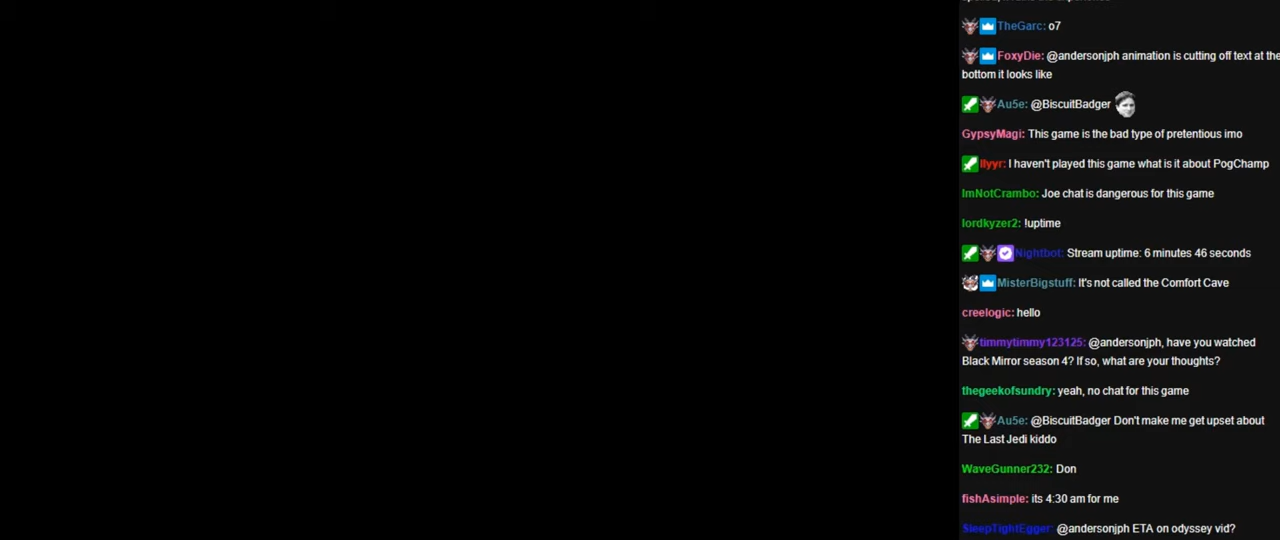 TheGarc: o7
FoxyDie: @andersonjph animation is cutting off text at the
bottom it looks like
Au5e: @BiscuitBadger
GypsyMagi: This game is the bad type of pretentious imo
llyyr: I haven't played this game what is it about PogChamp
ImNotCrambo: Joe chat is dangerous for this game
lordkyzer2: !uptime
Nightbot: Stream uptime: 6 minutes 46 seconds
MisterBigstuff: It's not called the Comfort Cave
creelogic: hello
timmytimmy123125: @andersonjph, have you watched
Black Mirror season 4? If so, what are your thoughts?
thegeekofsundry: yeah, no chat for this game
Au5e: @BiscuitBadger Don't make me get upset about
The Last Jedi kiddo
WaveGunner232: Don
fishAsimple: its 4:30 am for me
SleepTightEgger: @andersonjph ETA on odyssey vid?